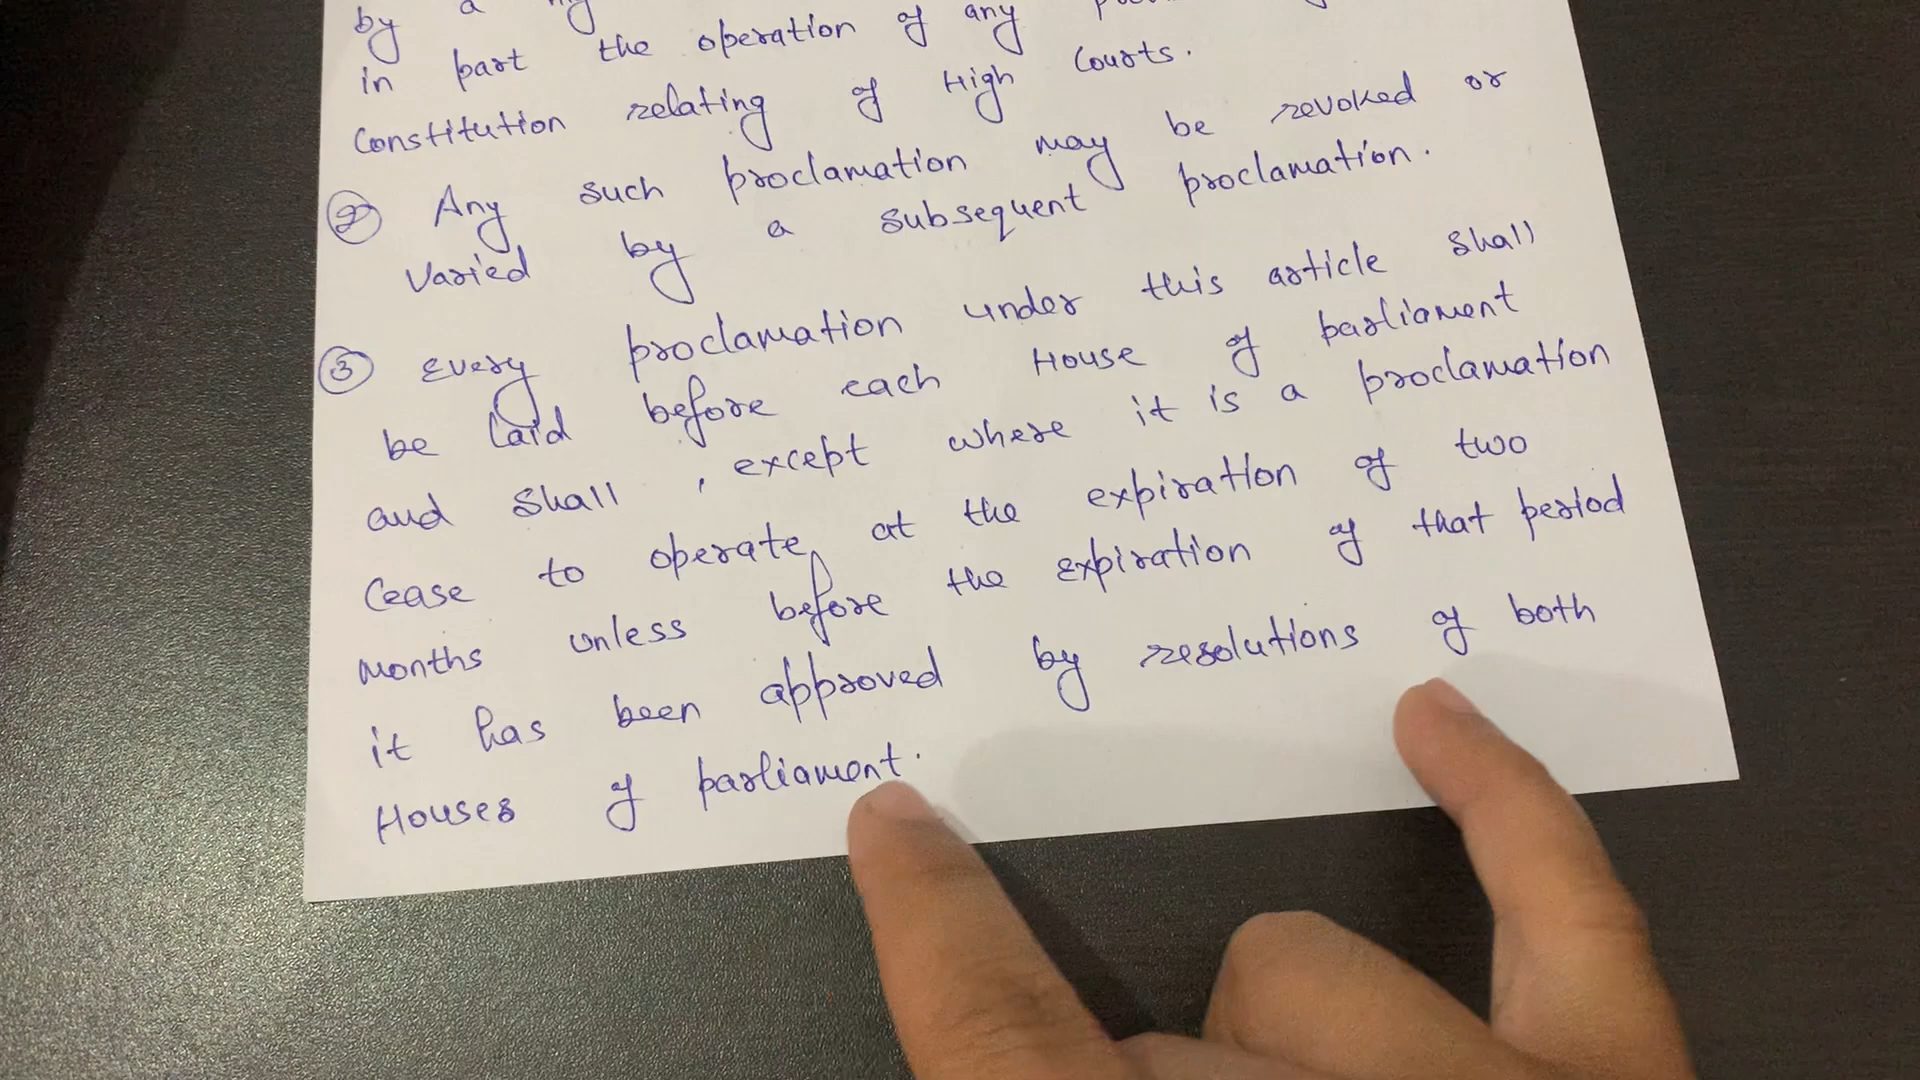 by a
in part the operation of any
Constitution relating of High Courts.
② Any such proclamation may be revoked or
varied by a subsequent proclamation.
③ Every proclamation under this article shall
be laid before each House of parliament
and shall, except where it is a proclamation
cease to operate at the expiration of two
months unless before the expiration of that period
it has been approved by resolutions of both
Houses of parliament.